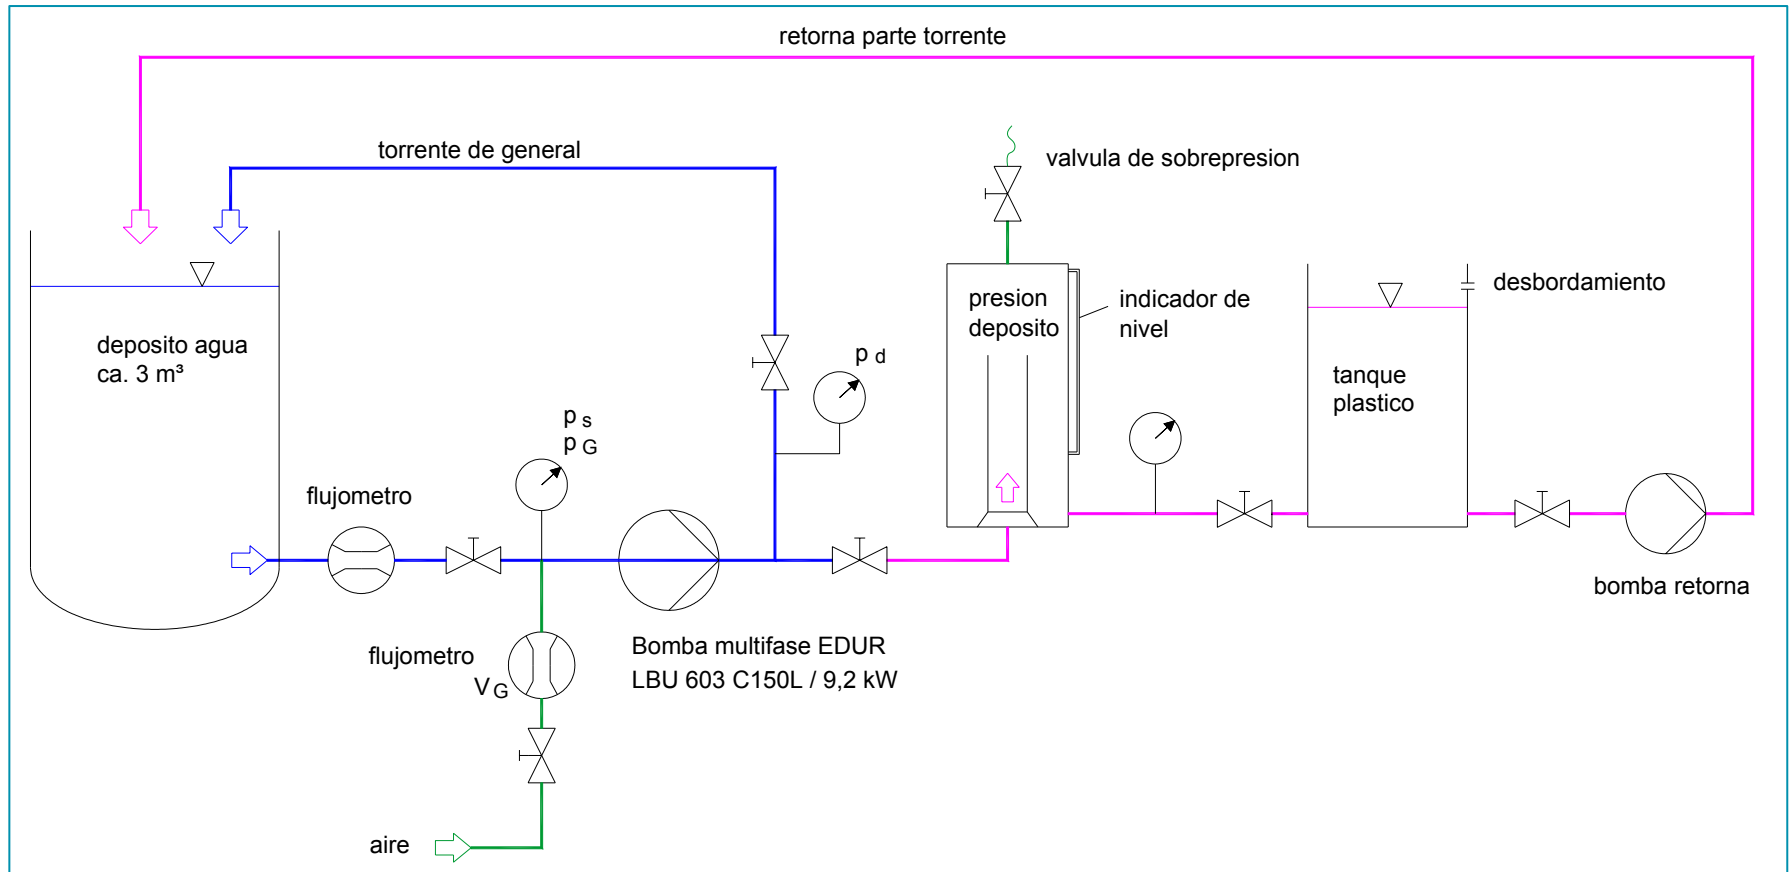 retorna parte torrente
torrente de general
valvula de sobrepresion
presion
deposito
indicador de
nivel
desbordamiento
deposito agua
ca. 3 m³
p d
tanque
plastico
p s
p G
flujometro
bomba retorna
flujometro
V G
Bomba multifase EDUR
LBU 603 C150L / 9,2 kW
aire